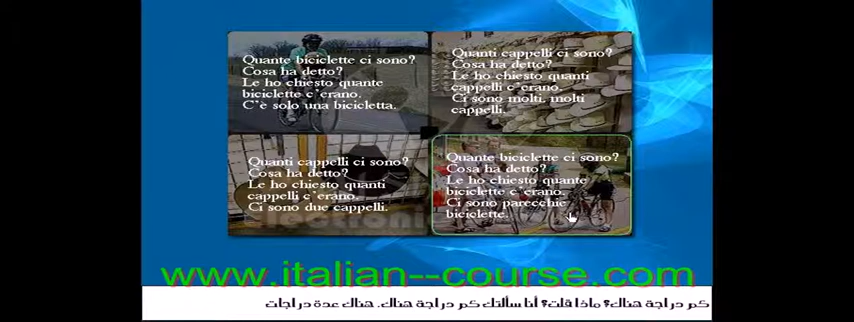 Quante biciclette ci sono?
Cosa ha detto?
Le ho chiesto quante
biciclette c'erano.
C'è solo una bicicletta.
Quanti cappelli ci sono?
Cosa ha detto?
Le ho chiesto quanti
cappelli c'erano.
Ci sono molti, molti
cappelli.
Quanti cappelli ci sono?
Cosa ha detto?
Le ho chiesto quanti
cappelli c'erano.
Ci sono due cappelli.
Quante biciclette ci sono?
Cosa ha detto?
Le ho chiesto quante
biciclette c'erano.
Ci sono parecchie
biciclette.
www.italian--course.com
كم دراجة هناك؟ ماذا قلت؟ أنا سألتك كم دراجة هناك. هناك عدة دراجات